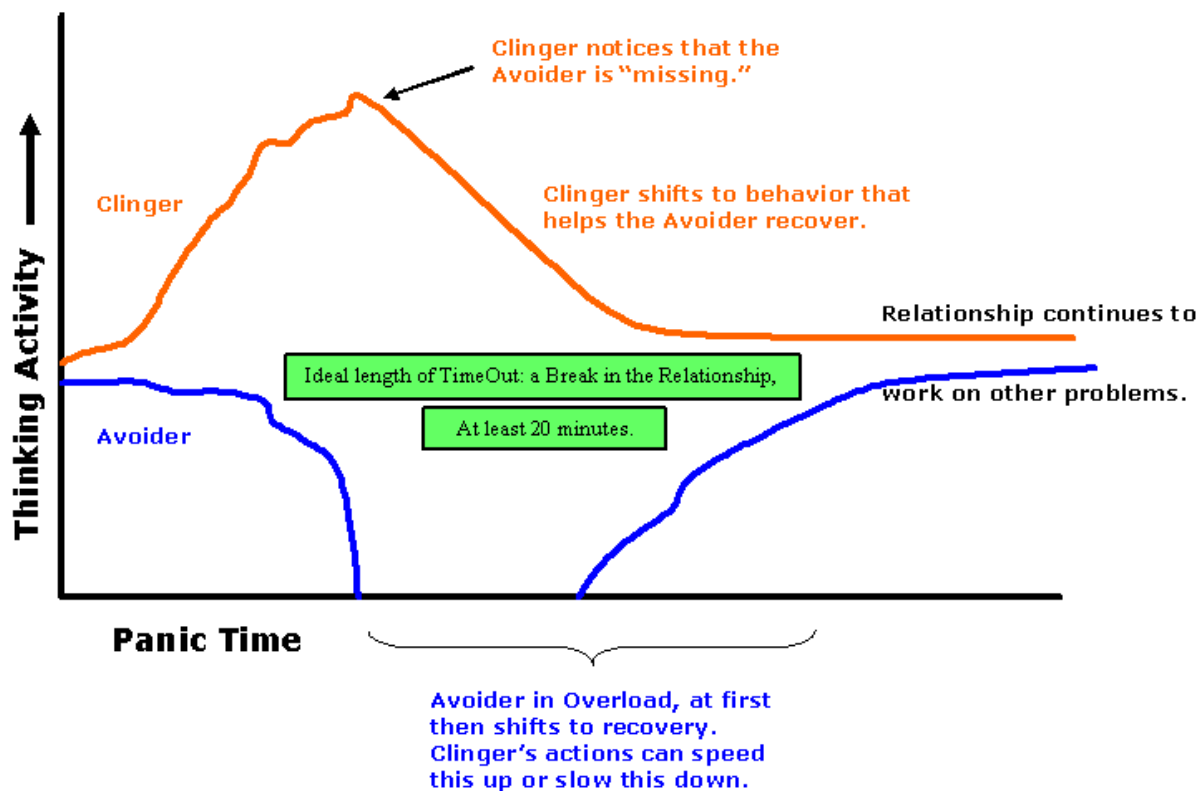 Clinger notices that the
Avoider is “missing.”
Clinger
Clinger shifts to behavior that
helps the Avoider recover.
Thinking Activity
Relationship continues to
work on other problems.
Ideal length of TimeOut: a Break in the Relationship,
At least 20 minutes.
Avoider
Panic Time
Avoider in Overload, at first
then shifts to recovery.
Clinger’s actions can speed
this up or slow this down.